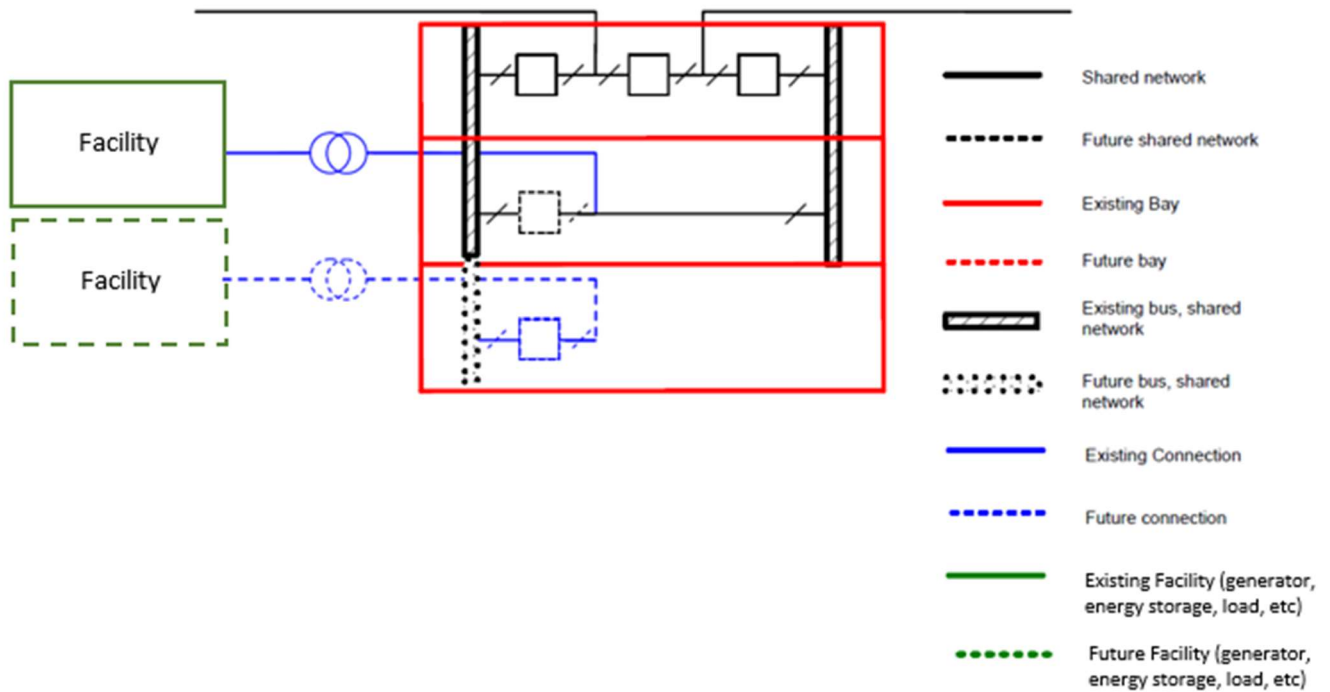 Facility
Facility
Shared network
Future shared network
Existing Bay
Future bay
Existing bus, shared
network
Future bus, shared
network
Existing Connection
Future connection
Existing Facility (generator,
energy storage, load, etc)
Future Facility (generator,
energy storage, load, etc)